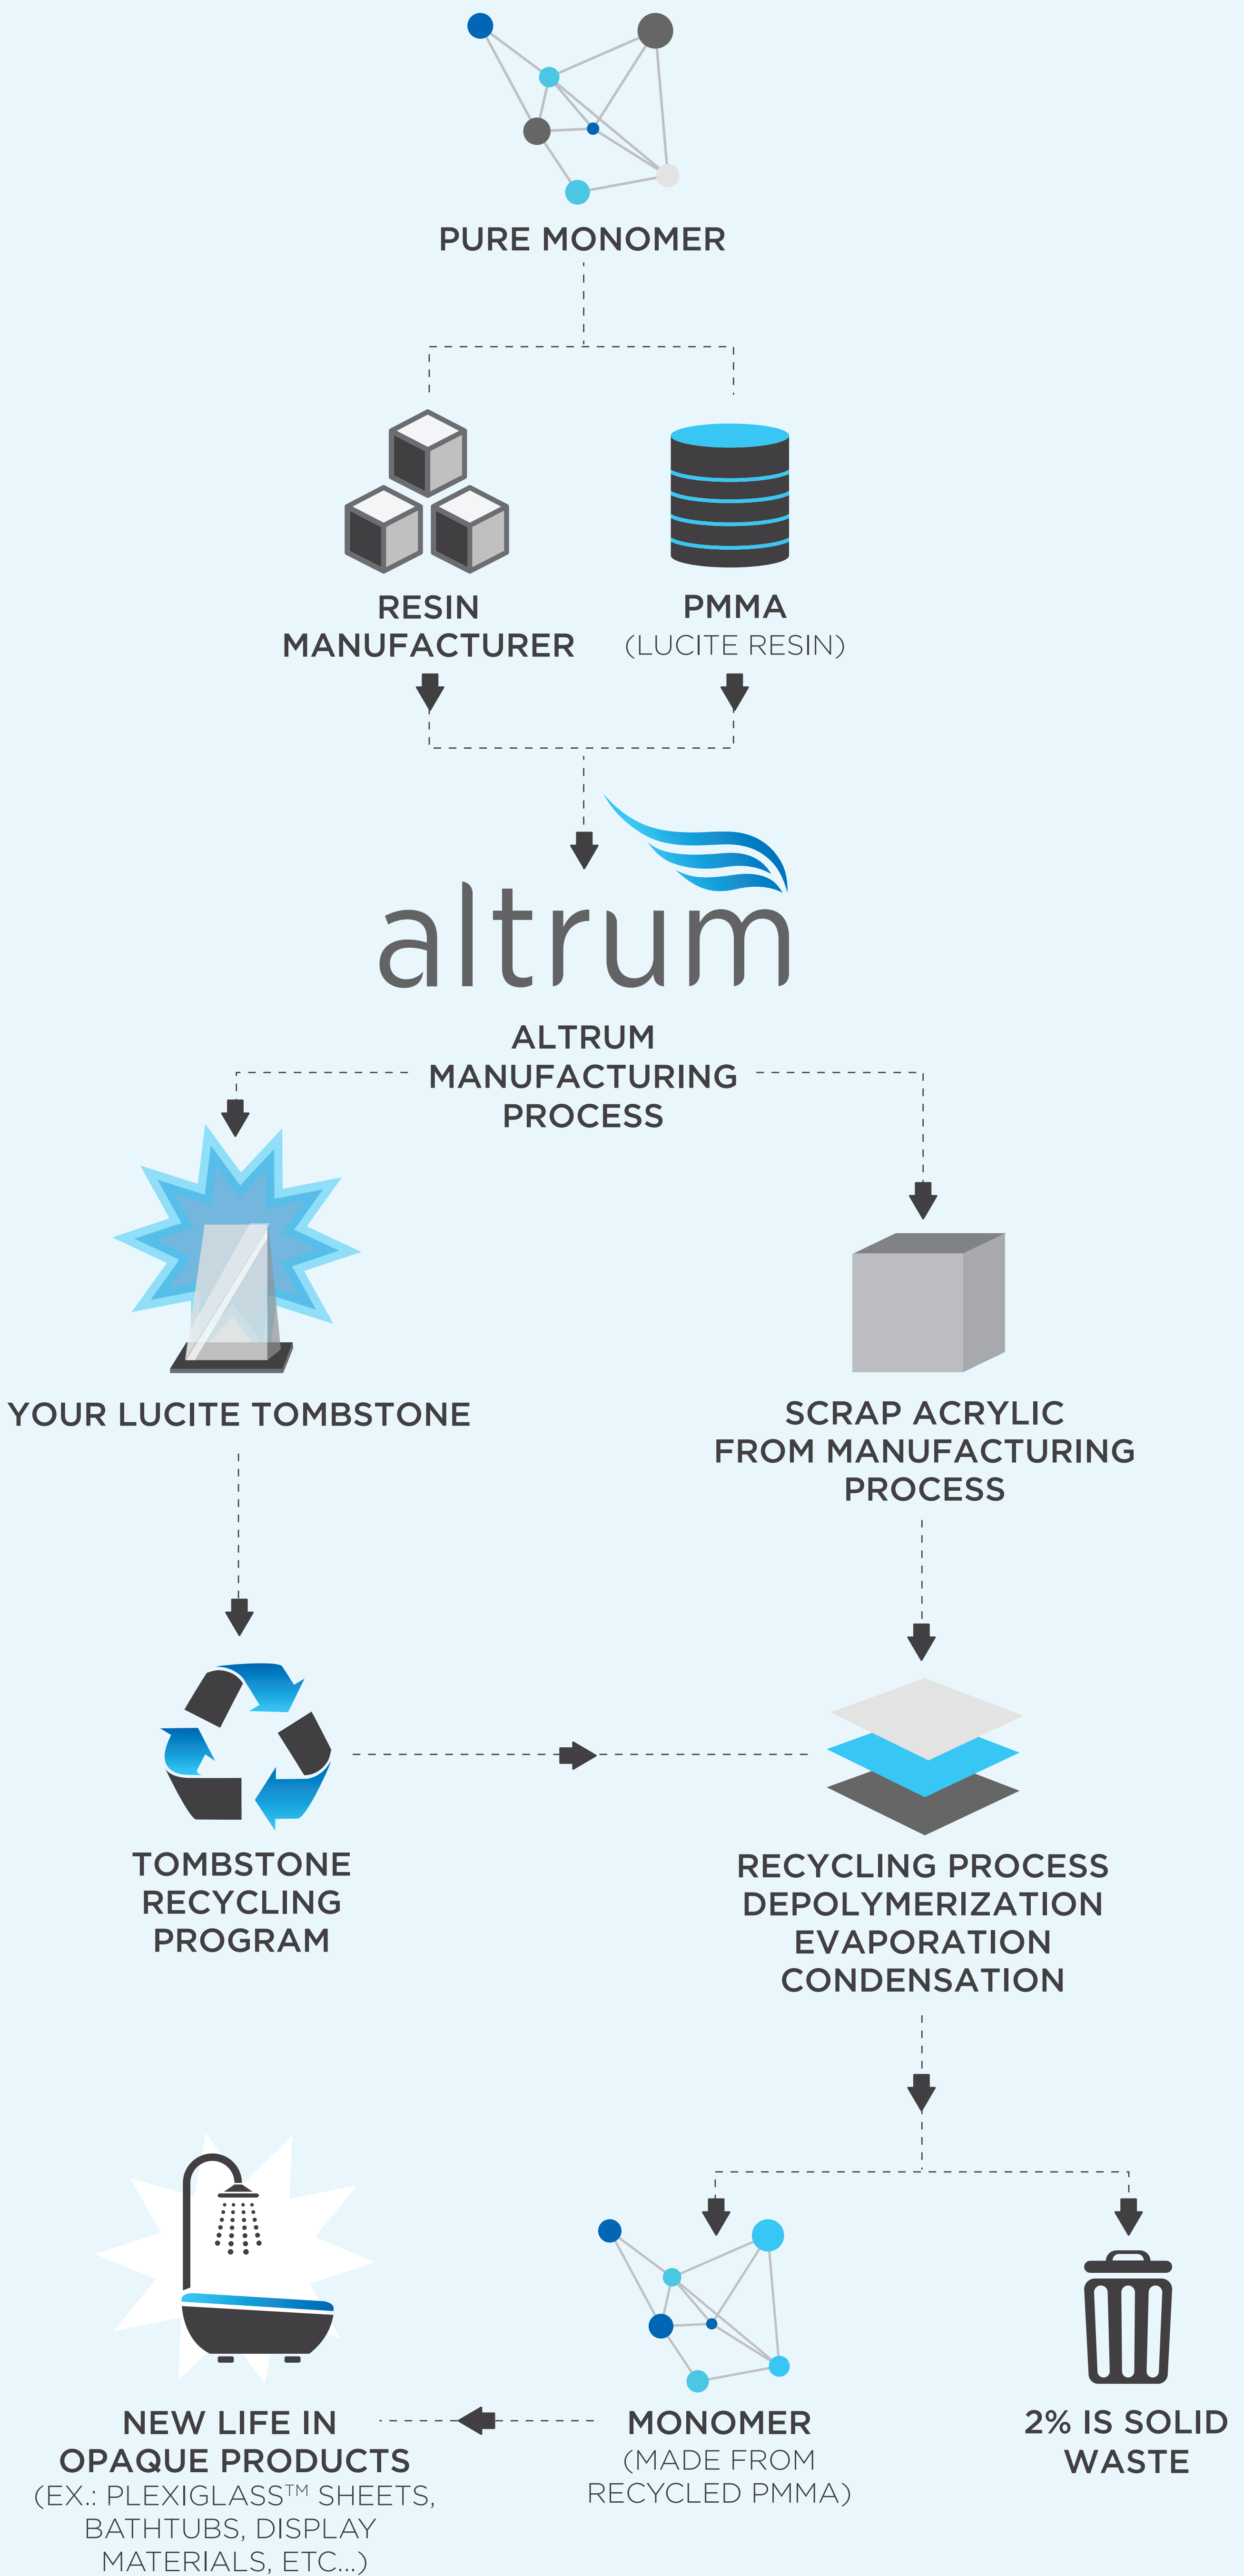 PURE MONOMER
RESIN
MANUFACTURER
PMMA
(LUCITE RESIN)
altrum
ALTRUM
MANUFACTURING
PROCESS
YOUR LUCITE TOMBSTONE
SCRAP ACRYLIC
FROM MANUFACTURING
PROCESS
TOMBSTONE
RECYCLING
PROGRAM
RECYCLING PROCESS
DEPOLYMERIZATION
EVAPORATION
CONDENSATION
NEW LIFE IN
OPAQUE PRODUCTS
(EX.: PLEXIGLASS™ SHEETS,
BATHTUBS, DISPLAY
MATERIALS, ETC...)
MONOMER
(MADE FROM
RECYCLED PMMA)
2% IS SOLID
WASTE